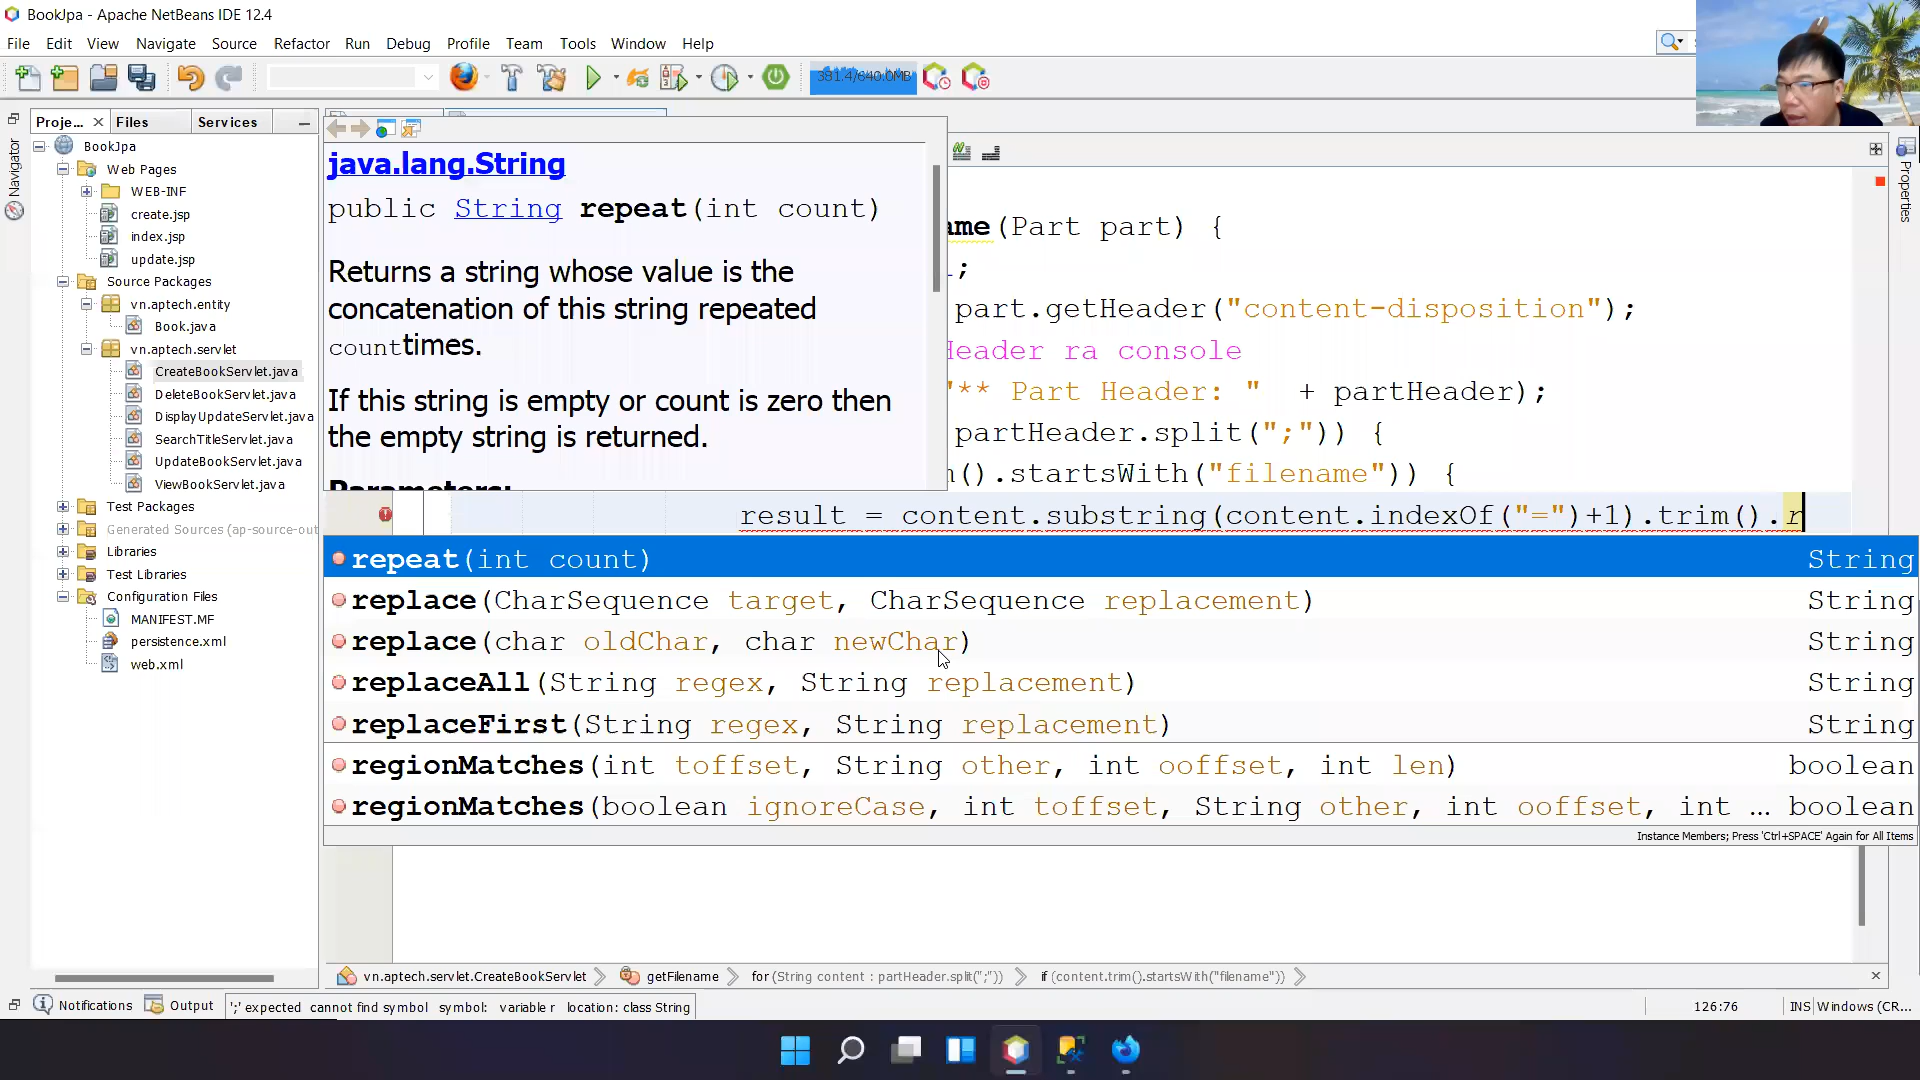 BookJpa - Apache NetBeans IDE 12.4
File Edit View Navigate Source Refactor Run Debug Profile Team Tools Window Help
381.4/640.0MB
Proje... Files Services
Navigator
Properties
BookJpa
Web Pages
WEB-INF
create.jsp
index.jsp
update.jsp
Source Packages
vn.aptech.entity
Book.java
vn.aptech.servlet
CreateBookServlet.java
DeleteBookServlet.java
DisplayUpdateServlet.java
SearchTitleServlet.java
UpdateBookServlet.java
ViewBookServlet.java
Test Packages
Generated Sources (ap-source-out
Libraries
Test Libraries
Configuration Files
MANIFEST.MF
persistence.xml
web.xml
java.lang.String
public String repeat(int count)
Returns a string whose value is the
concatenation of this string repeated
counttimes.
If this string is empty or count is zero then
the empty string is returned.
Parameters:
ame(Part part) {
;
part.getHeader("content-disposition");
Header ra console
"** Part Header: " + partHeader);
partHeader.split(";")) {
().startsWith("filename")) {
result = content.substring(content.indexOf("=")+1).trim().r
repeat(int count) String
replace(CharSequence target, CharSequence replacement) String
replace(char oldChar, char newChar) String
replaceAll(String regex, String replacement) String
replaceFirst(String regex, String replacement) String
regionMatches(int toffset, String other, int ooffset, int len) boolean
regionMatches(boolean ignoreCase, int toffset, String other, int ooffset, int ... boolean
Instance Members; Press 'Ctrl+SPACE' Again for All Items
vn.aptech.servlet.CreateBookServlet getFilename for (String content : partHeader.split(";")) if (content.trim().startsWith("filename"))
Notifications Output ';' expected cannot find symbol symbol: variable r location: class String 126:76 INS Windows (CR...